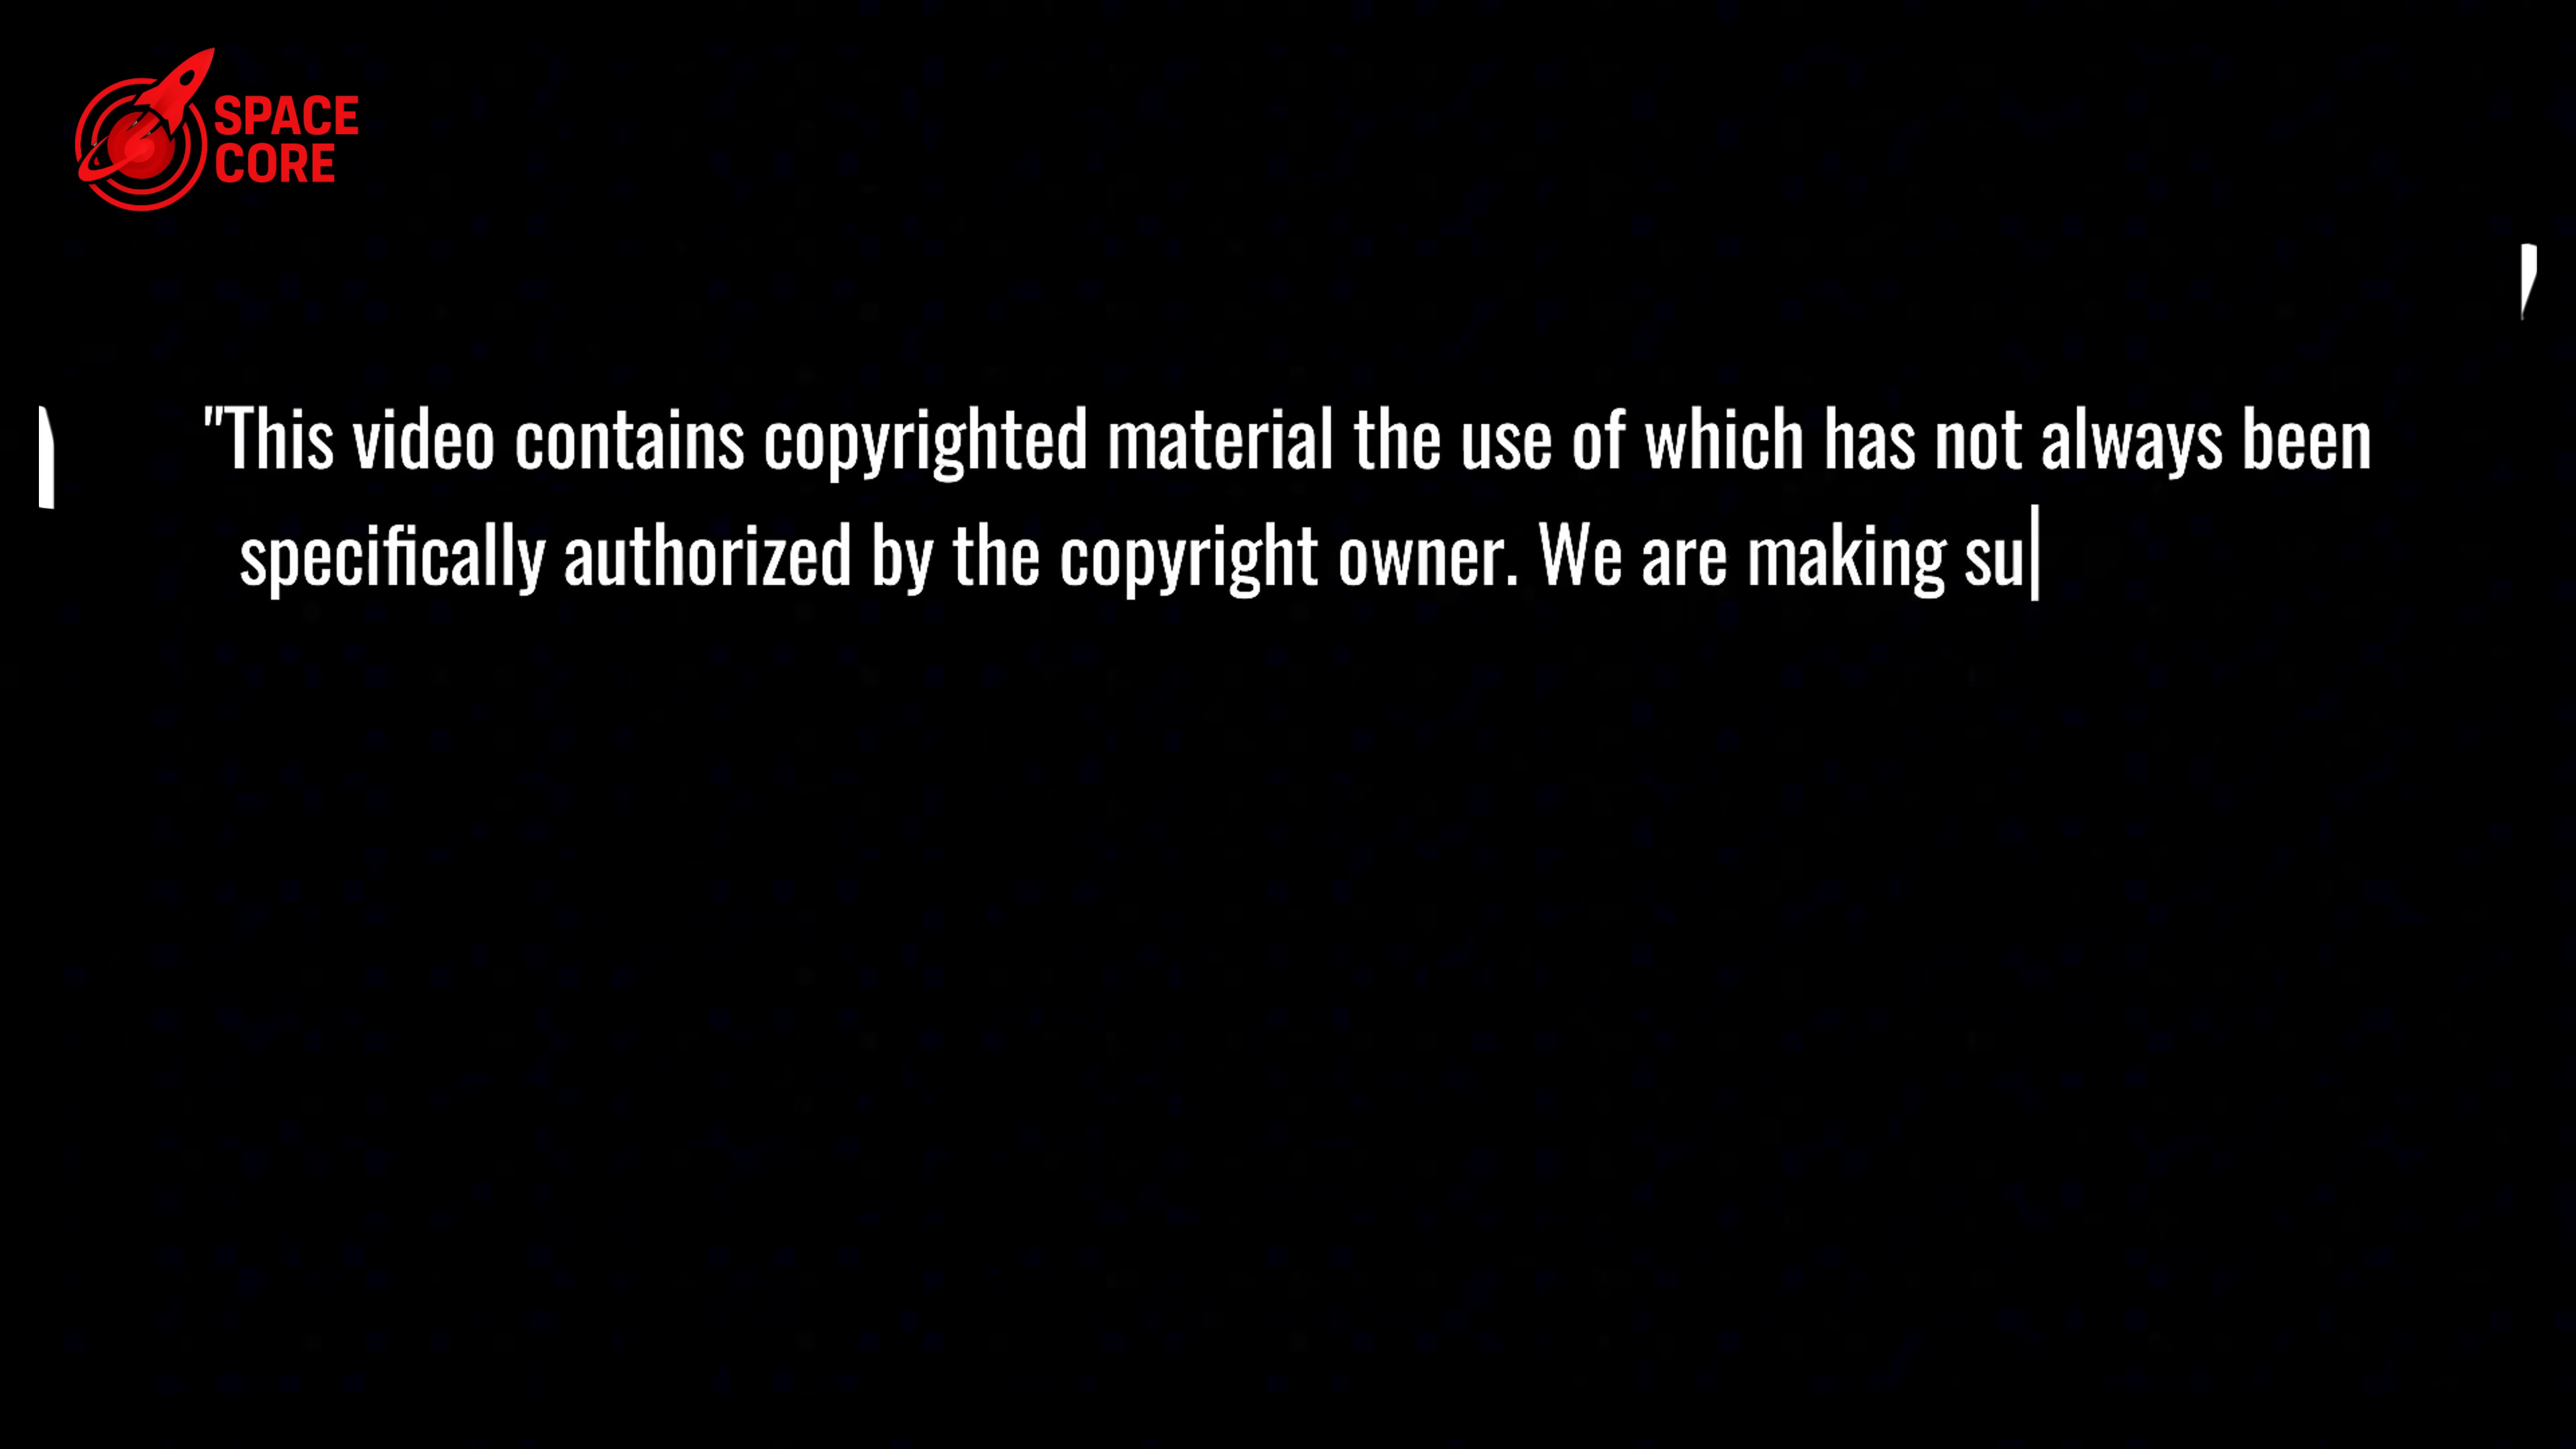 SPACE
CORE
"This video contains copyrighted material the use of which has not always been
specifically authorized by the copyright owner. We are making su